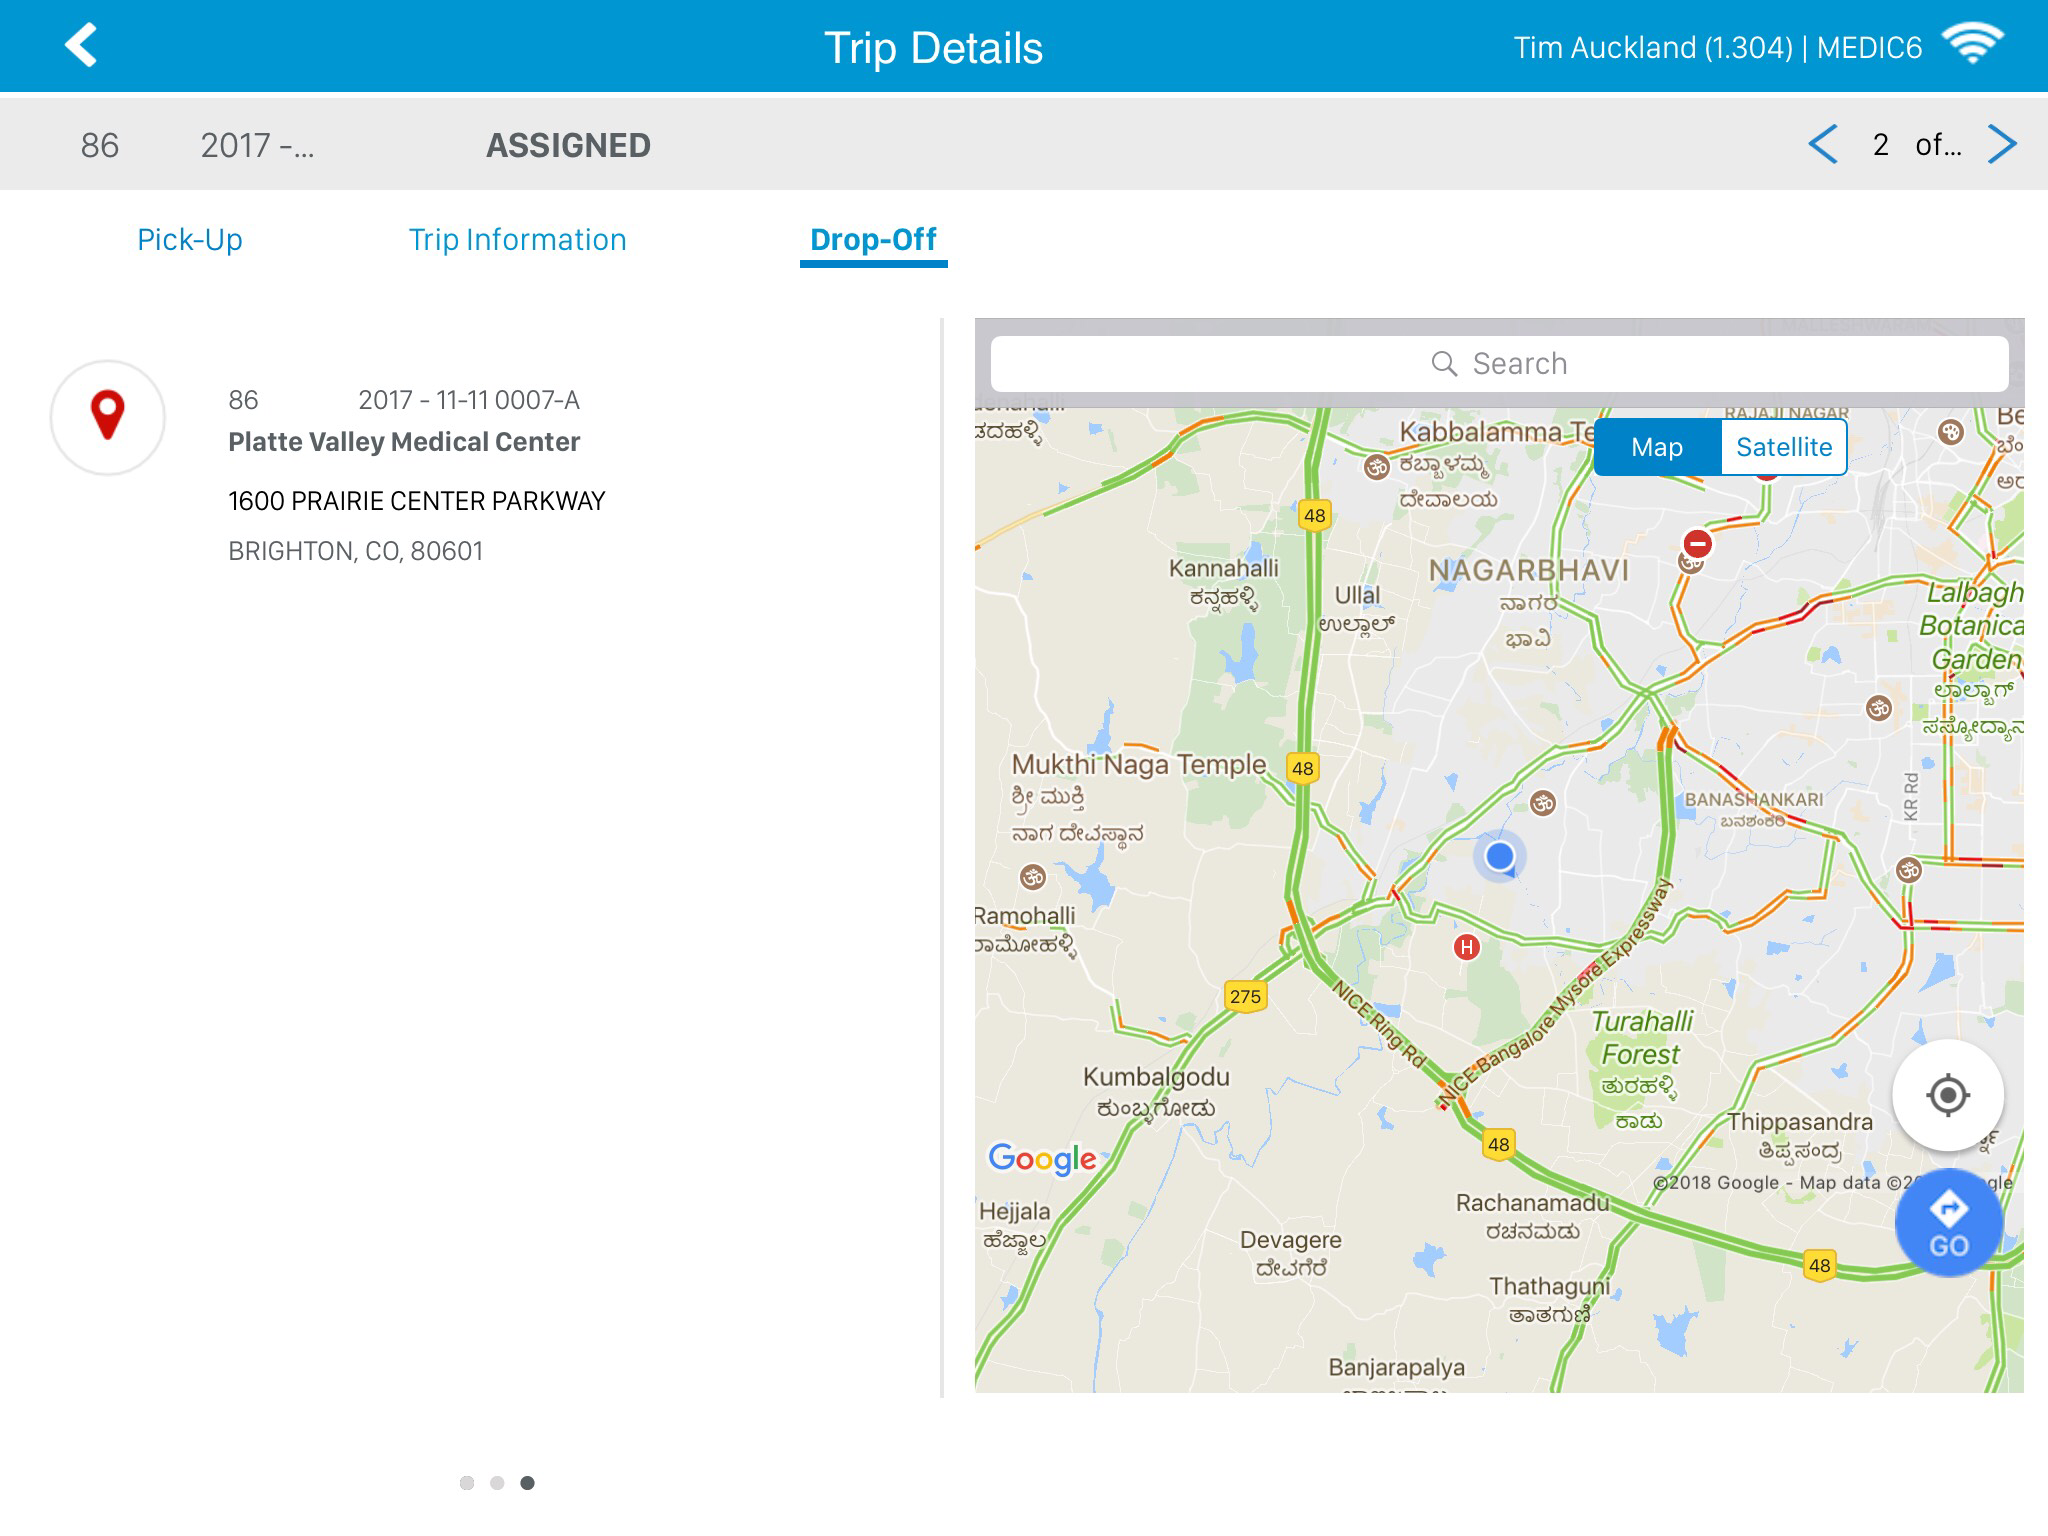 Trip Details
Tim Auckland (1.304) | MEDIC6
86 2017 -... ASSIGNED
2 of...
Pick-Up Trip Information Drop-Off
86 2017 - 11-11 0007-A
Platte Valley Medical Center
1600 PRAIRIE CENTER PARKWAY
BRIGHTON, CO, 80601
Search
Map Satellite
RAJAJI NAGAR
Kabbalamma Te
ಕಬ್ಬಾಳಮ್ಮ
ದೇವಾಲಯ
48
Kannahalli
ಕನ್ನಹಳ್ಳಿ
Ullal
ಉಲ್ಲಾಲ್
NAGARBHAVI
ನಾಗರ
ಭಾವಿ
Lalbagh
Botanica
Garden
ಲಾಲ್ಬಾಗ್
ಸಸ್ಯೋದ್ಯಾನ
Mukthi Naga Temple
ಶ್ರೀ ಮುಕ್ತಿ
ನಾಗ ದೇವಸ್ಥಾನ
48
BANASHANKARI
ಬನಶಂಕರಿ
KR Rd
Ramohalli
ರಾಮೋಹಳ್ಳಿ
H
275
NICE Ring Rd
NICE Bangalore Mysore Expressway
Turahalli
Forest
ತುರಹಳ್ಳಿ
ಕಾಡು
Kumbalgodu
ಕುಂಬ್ಳಗೋಡು
48
Thippasandra
ತಿಪ್ಪಸಂದ್ರ
Google
©2018 Google - Map data ©20
gle
Hejjala
ಹೆಜ್ಜಾಲ
Rachanamadu
ರಚನಮಡು
Devagere
ದೇವಗೆರೆ
GO
48
Thathaguni
ತಾತಗುಣಿ
Banjarapalya